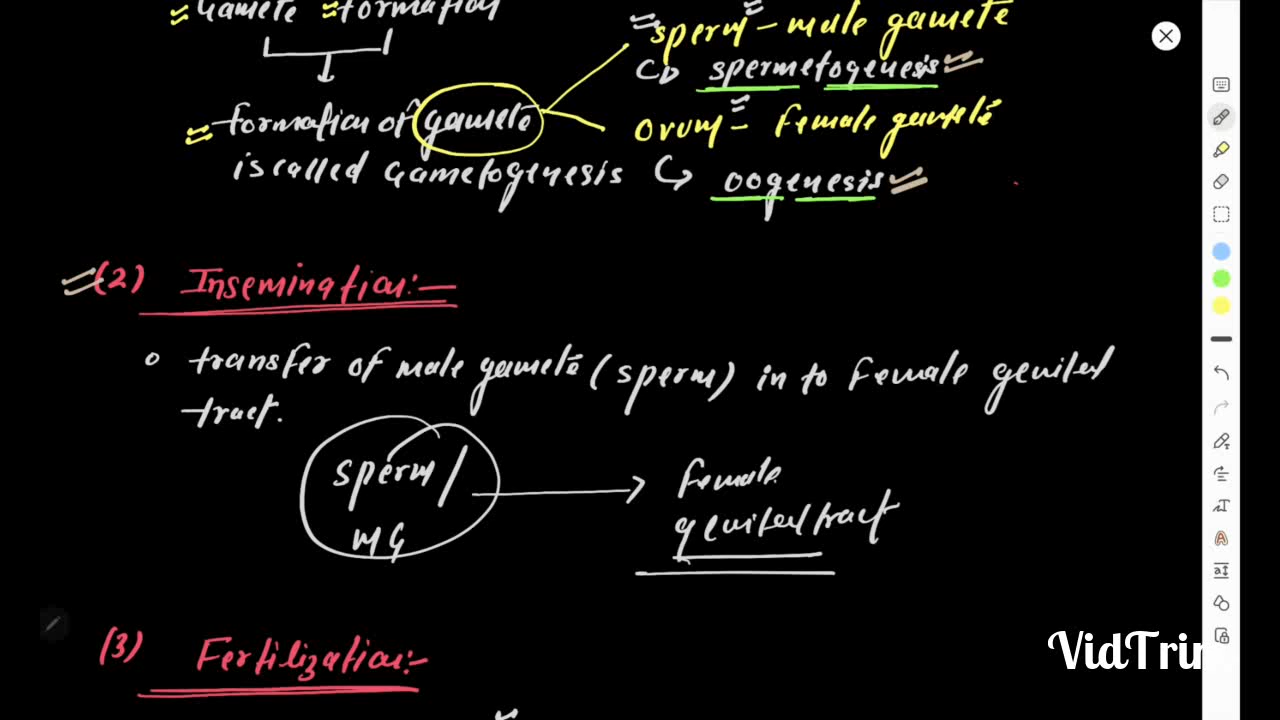 Gamete formation
sperm - male gamete
spermetogenesis
formation of gamete
ovum - female gamete
is called Gametogenesis
oogenesis
(2) Insemination:-
o transfer of male gamete (sperm) in to female genital
tract.
sperm/
MG
female
genital tract
(3) Fertilization:-
VidTri